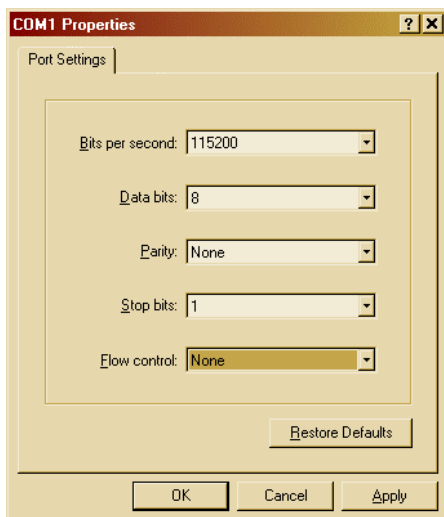 COM1 Properties
Port Settings
Bits per second: 115200
Data bits: 8
Parity: None
Stop bits: 1
Flow control: None
Restore Defaults
OK Cancel Apply